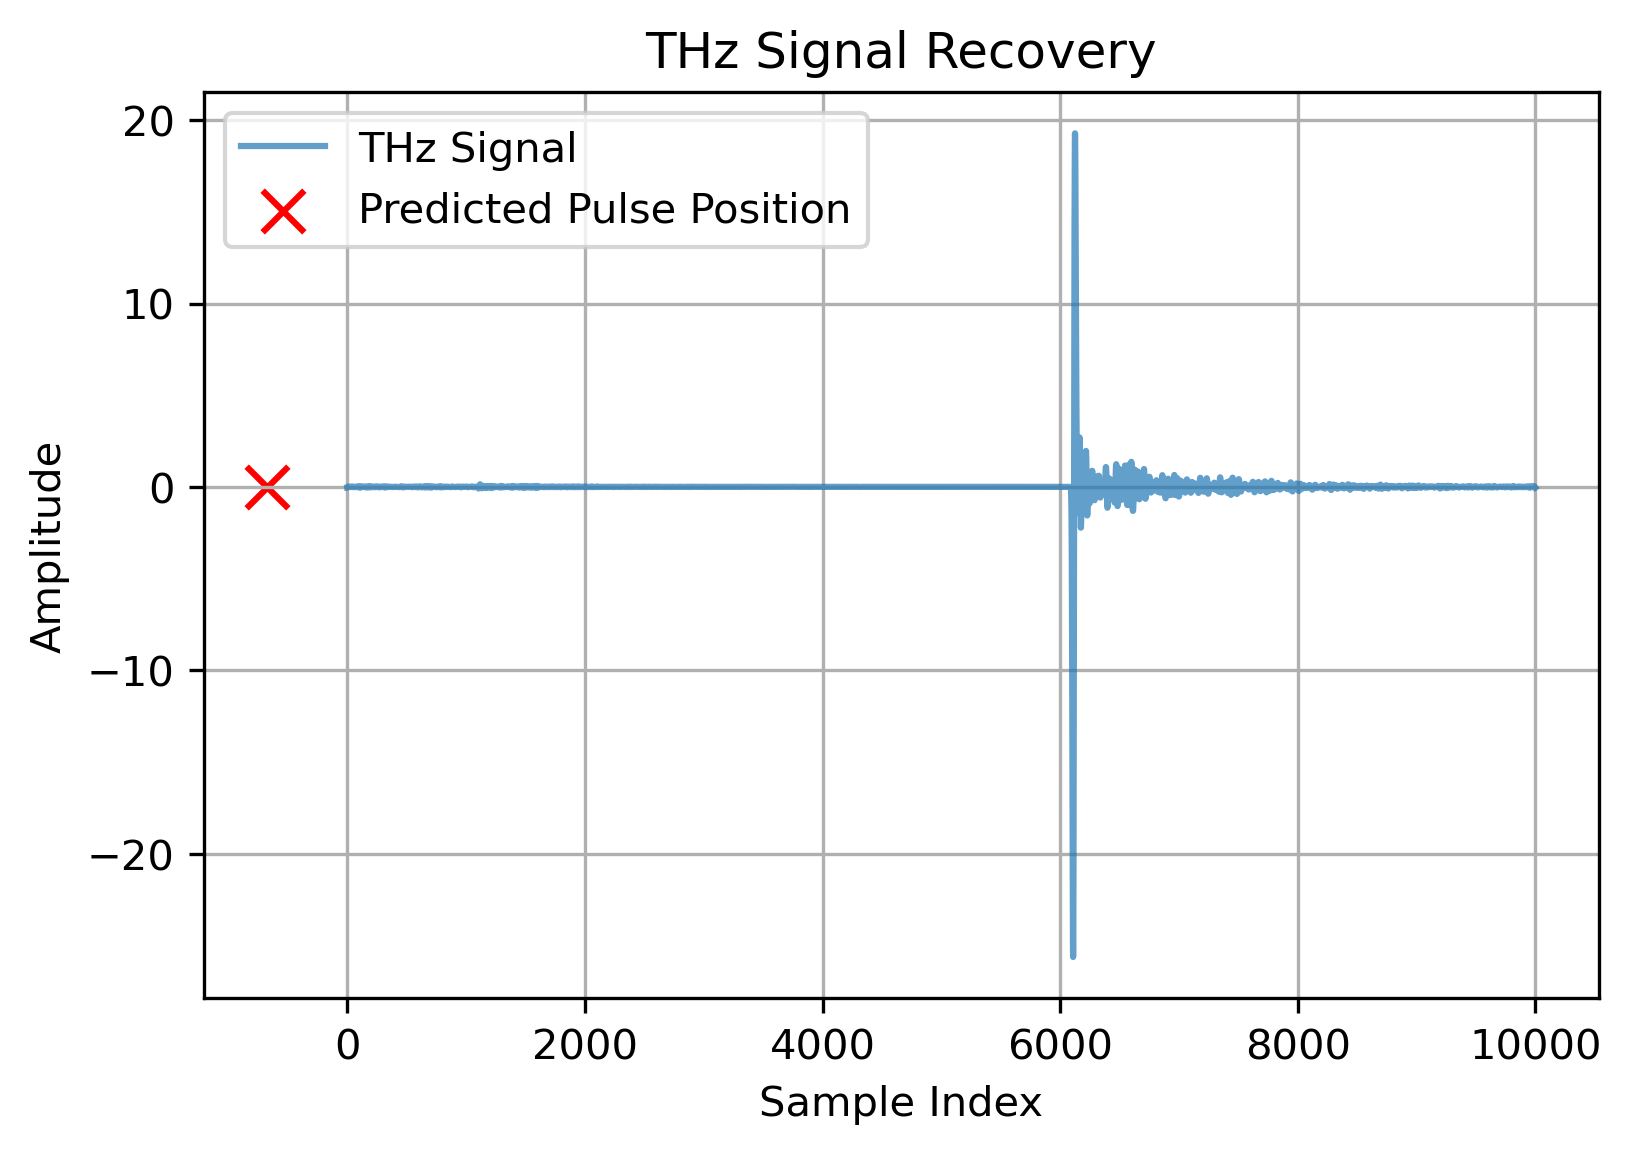 THz Signal Recovery
THz Signal
Predicted Pulse Position
20
10
0
−10
−20
Amplitude
0
2000
4000
6000
8000
10000
Sample Index